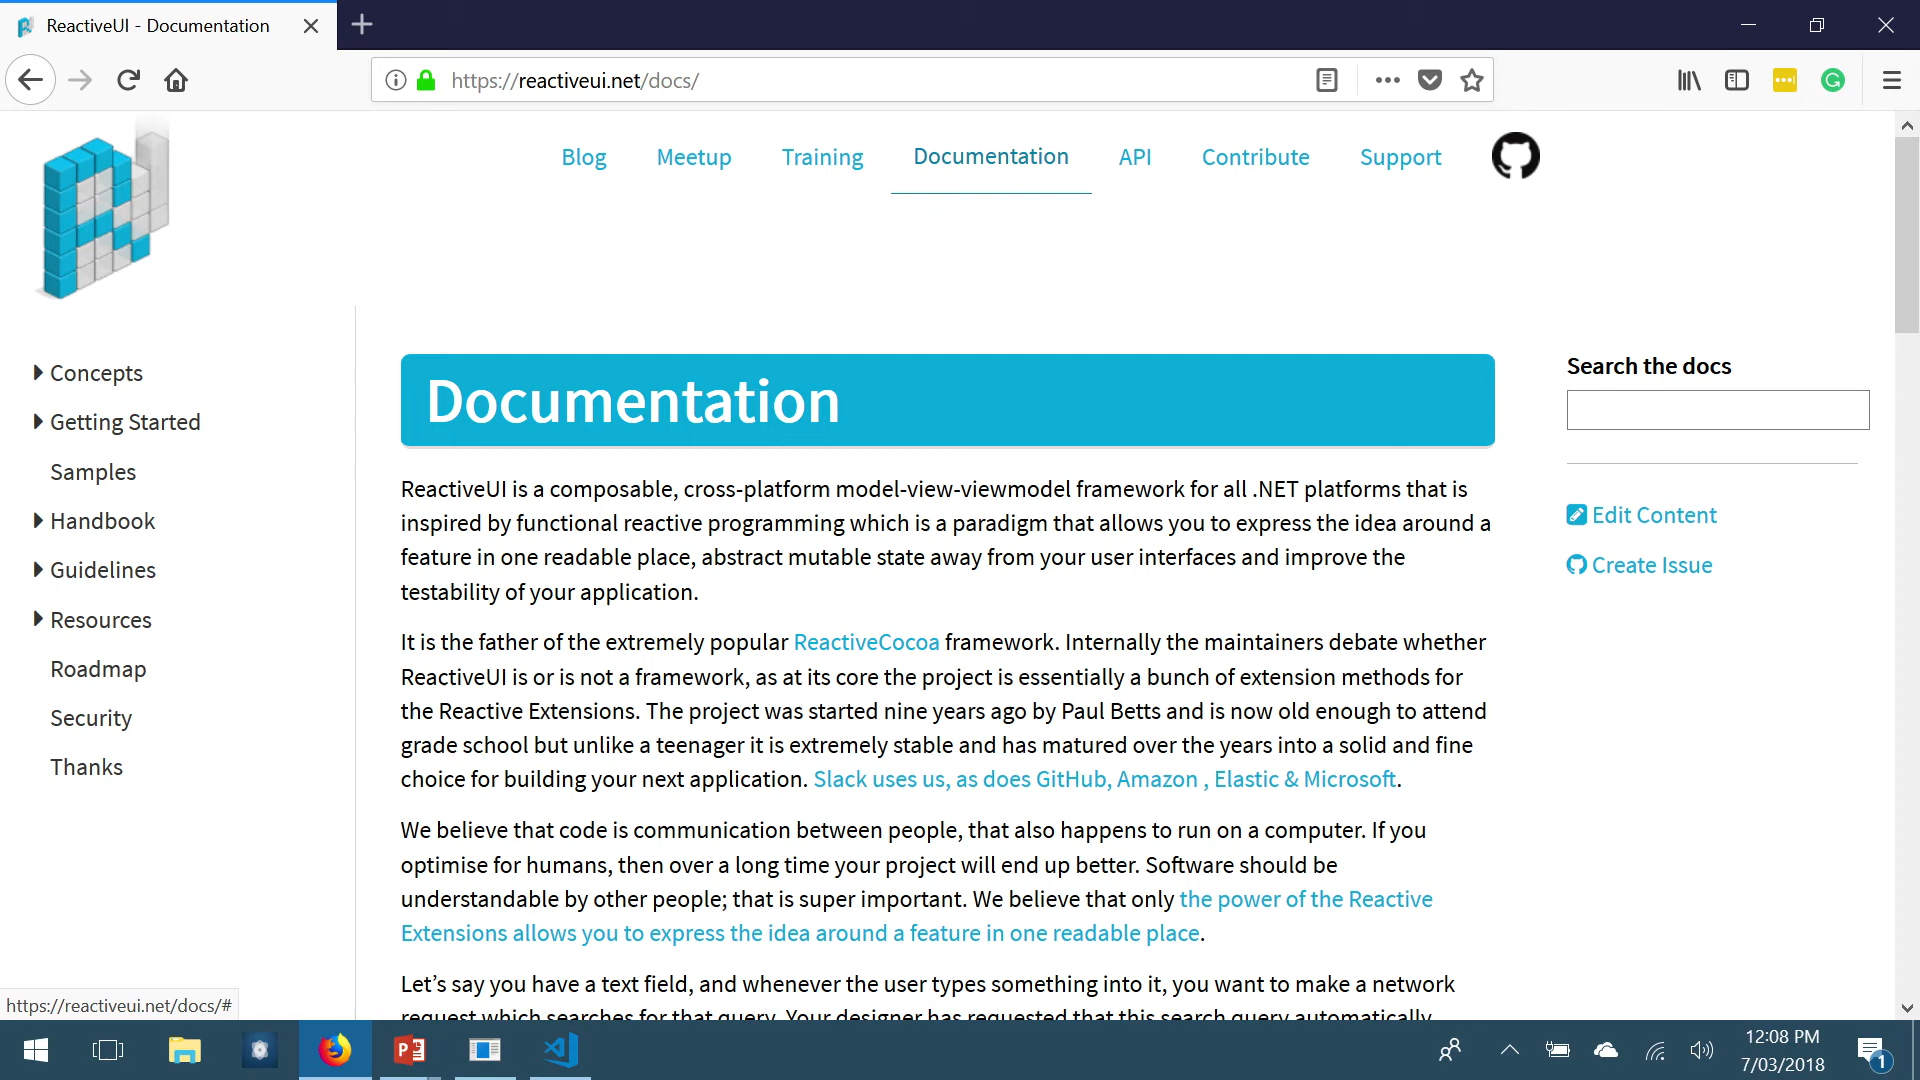 ReactiveUI - Documentation
https://reactiveui.net/docs/
Blog Meetup Training Documentation API Contribute Support
Concepts
Getting Started
Samples
Handbook
Guidelines
Resources
Roadmap
Security
Thanks
Documentation
ReactiveUI is a composable, cross-platform model-view-viewmodel framework for all .NET platforms that is
inspired by functional reactive programming which is a paradigm that allows you to express the idea around a
feature in one readable place, abstract mutable state away from your user interfaces and improve the
testability of your application.
It is the father of the extremely popular ReactiveCocoa framework. Internally the maintainers debate whether
ReactiveUI is or is not a framework, as at its core the project is essentially a bunch of extension methods for
the Reactive Extensions. The project was started nine years ago by Paul Betts and is now old enough to attend
grade school but unlike a teenager it is extremely stable and has matured over the years into a solid and fine
choice for building your next application. Slack uses us, as does GitHub, Amazon , Elastic & Microsoft.
We believe that code is communication between people, that also happens to run on a computer. If you
optimise for humans, then over a long time your project will end up better. Software should be
understandable by other people; that is super important. We believe that only the power of the Reactive
Extensions allows you to express the idea around a feature in one readable place.
Let’s say you have a text field, and whenever the user types something into it, you want to make a network
request which searches for that query. Your designer has requested that this search query automatically
Search the docs
Edit Content
Create Issue
https://reactiveui.net/docs/#
12:08 PM
7/03/2018
1